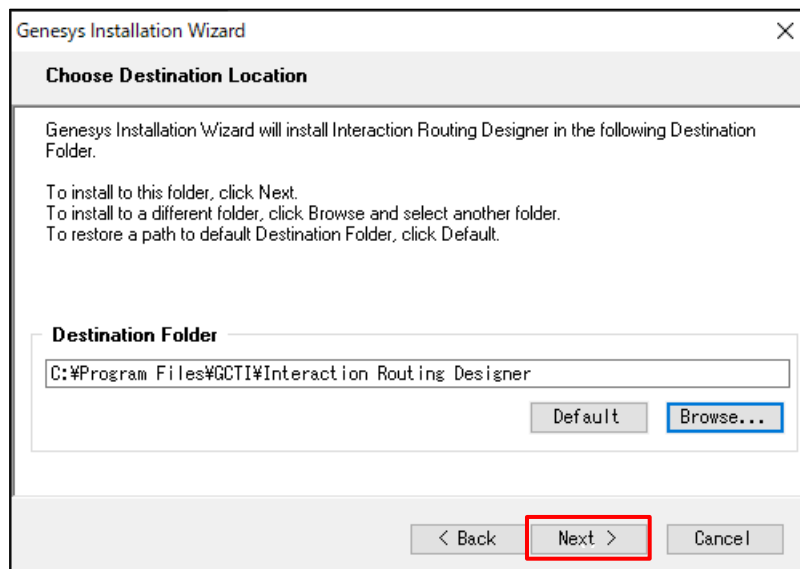 Genesys Installation Wizard
Choose Destination Location
Genesys Installation Wizard will install Interaction Routing Designer in the following Destination
Folder.
To install to this folder, click Next.
To install to a different folder, click Browse and select another folder.
To restore a path to default Destination Folder, click Default.
Destination Folder
C:¥Program Files¥GCTI¥Interaction Routing Designer
Default Browse...
< Back Next > Cancel